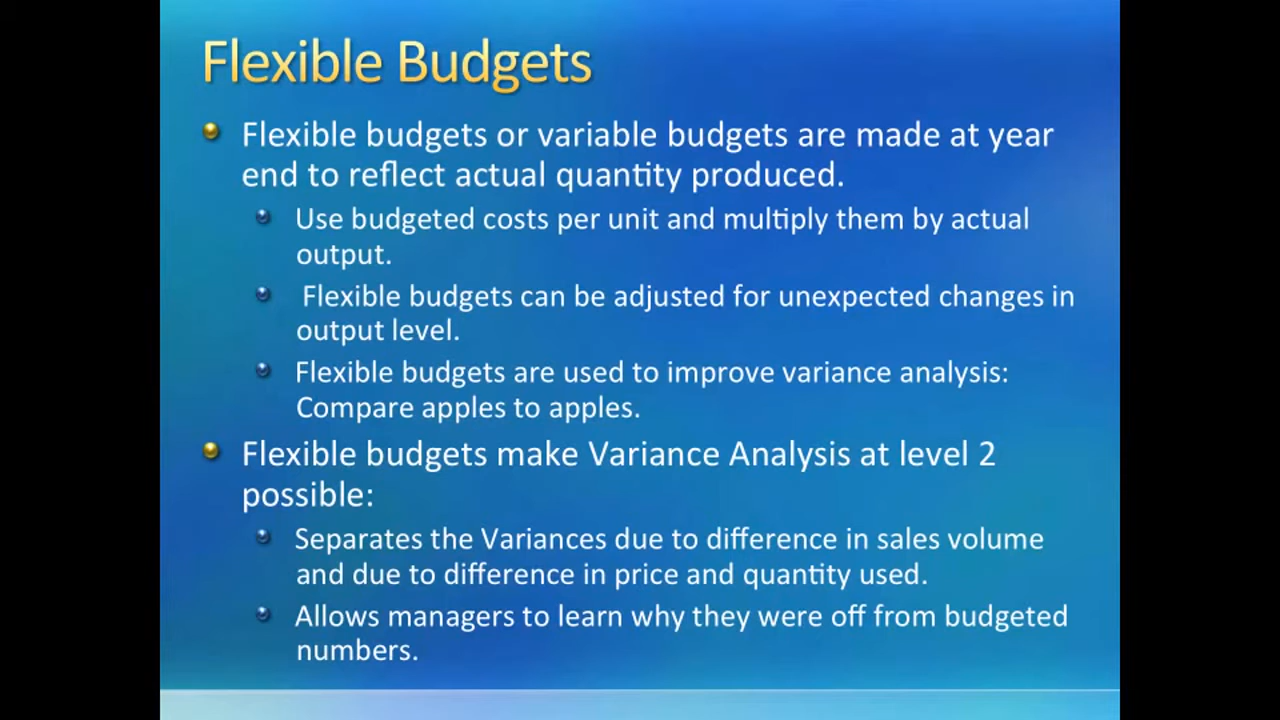 Flexible Budgets
Flexible budgets or variable budgets are made at year
end to reflect actual quantity produced.
Use budgeted costs per unit and multiply them by actual
output.
Flexible budgets can be adjusted for unexpected changes in
output level.
Flexible budgets are used to improve variance analysis:
Compare apples to apples.
Flexible budgets make Variance Analysis at level 2
possible:
Separates the Variances due to difference in sales volume
and due to difference in price and quantity used.
Allows managers to learn why they were off from budgeted
numbers.